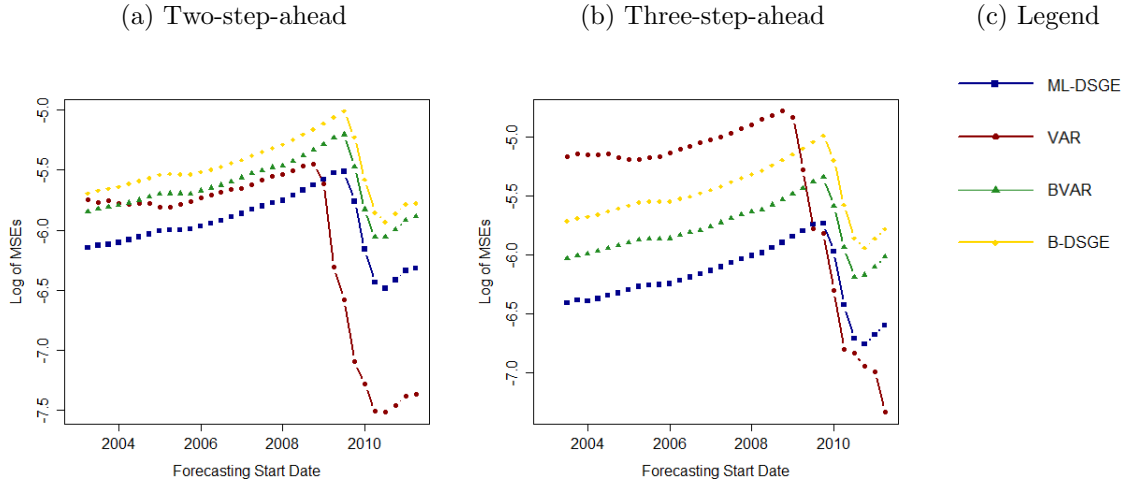 (a) Two-step-ahead
(b) Three-step-ahead
(c) Legend
Log of MSEs
-5.0
-5.5
-6.0
-6.5
-7.0
-7.5
2004
2006
2008
2010
Forecasting Start Date
Log of MSEs
-5.0
-5.5
-6.0
-6.5
-7.0
2004
2006
2008
2010
Forecasting Start Date
ML-DSGE
VAR
BVAR
B-DSGE